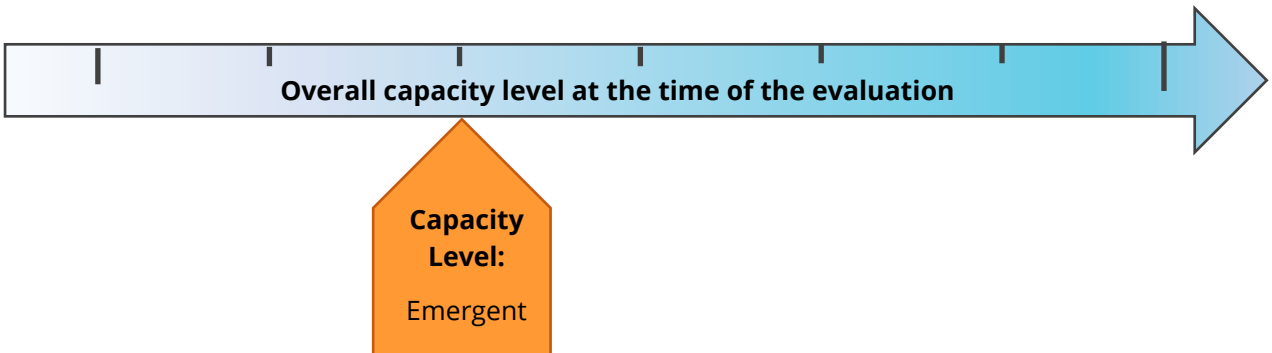 Overall capacity level at the time of the evaluation
Capacity
Level:
Emergent